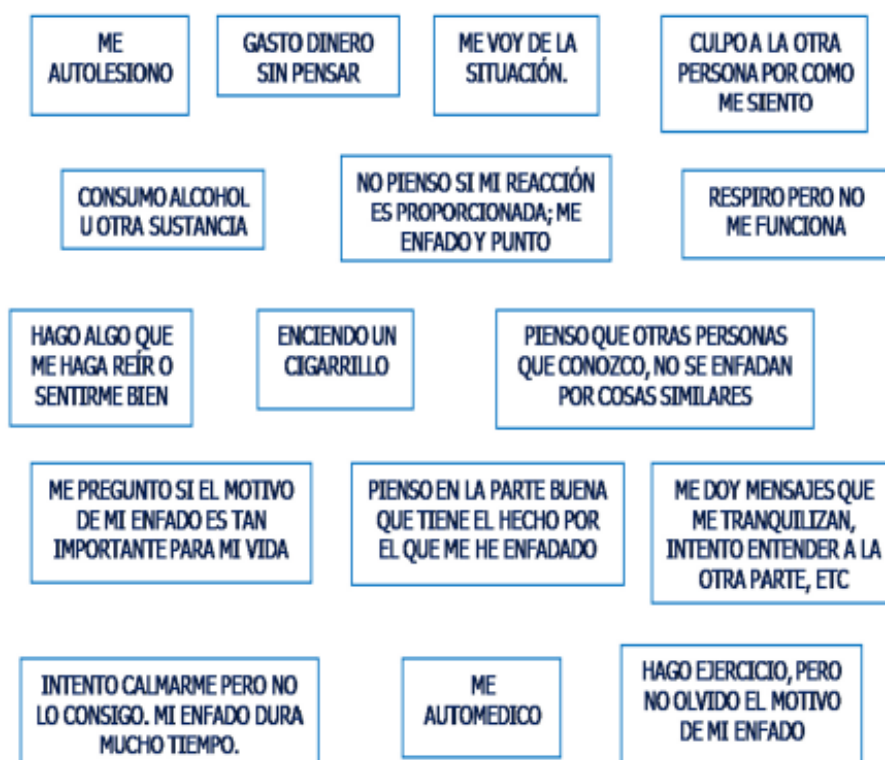 ME
AUTOLESIONO
GASTO DINERO
SIN PENSAR
ME VOY DE LA
SITUACIÓN.
CULPO A LA OTRA
PERSONA POR COMO
ME SIENTO
CONSUMO ALCOHOL
U OTRA SUSTANCIA
NO PIENSO SI MI REACCIÓN
ES PROPORCIONADA; ME
ENFADO Y PUNTO
RESPIRO PERO NO
ME FUNCIONA
HAGO ALGO QUE
ME HAGA REÍR O
SENTIRME BIEN
ENCIENDO UN
CIGARRILLO
PIENSO QUE OTRAS PERSONAS
QUE CONOZCO, NO SE ENFADAN
POR COSAS SIMILARES
ME PREGUNTO SI EL MOTIVO
DE MI ENFADO ES TAN
IMPORTANTE PARA MI VIDA
PIENSO EN LA PARTE BUENA
QUE TIENE EL HECHO POR
EL QUE ME HE ENFADADO
ME DOY MENSAJES QUE
ME TRANQUILIZAN,
INTENTO ENTENDER A LA
OTRA PARTE, ETC
INTENTO CALMARME PERO NO
LO CONSIGO. MI ENFADO DURA
MUCHO TIEMPO.
ME
AUTOMEDICO
HAGO EJERCICIO, PERO
NO OLVIDO EL MOTIVO
DE MI ENFADO